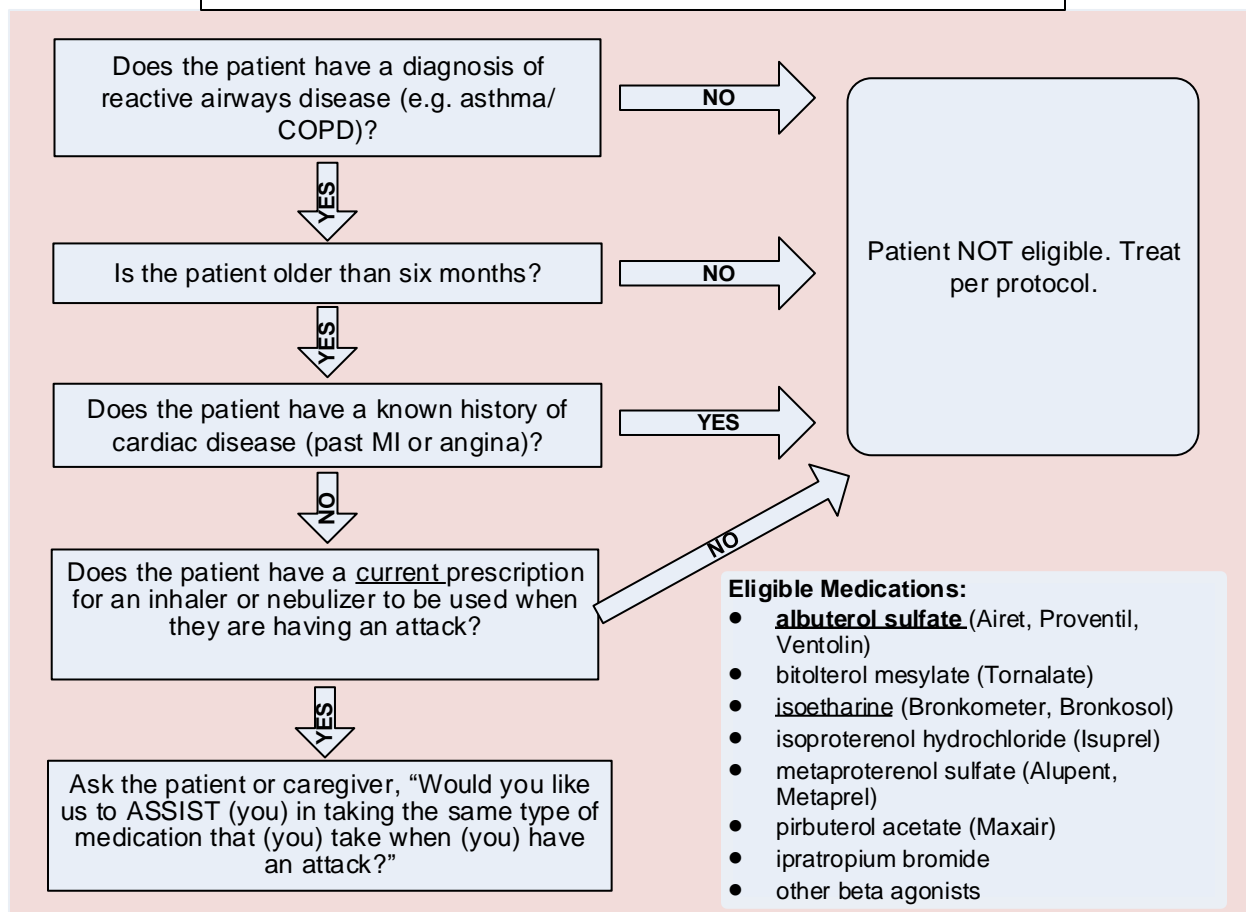 Does the patient have a diagnosis of
reactive airways disease (e.g. asthma/
COPD)?
NO
YES
Patient NOT eligible. Treat
per protocol.
Is the patient older than six months?
NO
YES
Does the patient have a known history of
cardiac disease (past MI or angina)?
YES
NO
Does the patient have a current prescription
for an inhaler or nebulizer to be used when
they are having an attack?
NO
YES
Ask the patient or caregiver, “Would you like
us to ASSIST (you) in taking the same type of
medication that (you) take when (you) have
an attack?”
Eligible Medications:
● albuterol sulfate (Airet, Proventil,
Ventolin)
● bitolterol mesylate (Tornalate)
● isoetharine (Bronkometer, Bronkosol)
● isoproterenol hydrochloride (Isuprel)
● metaproterenol sulfate (Alupent,
Metaprel)
● pirbuterol acetate (Maxair)
● ipratropium bromide
● other beta agonists